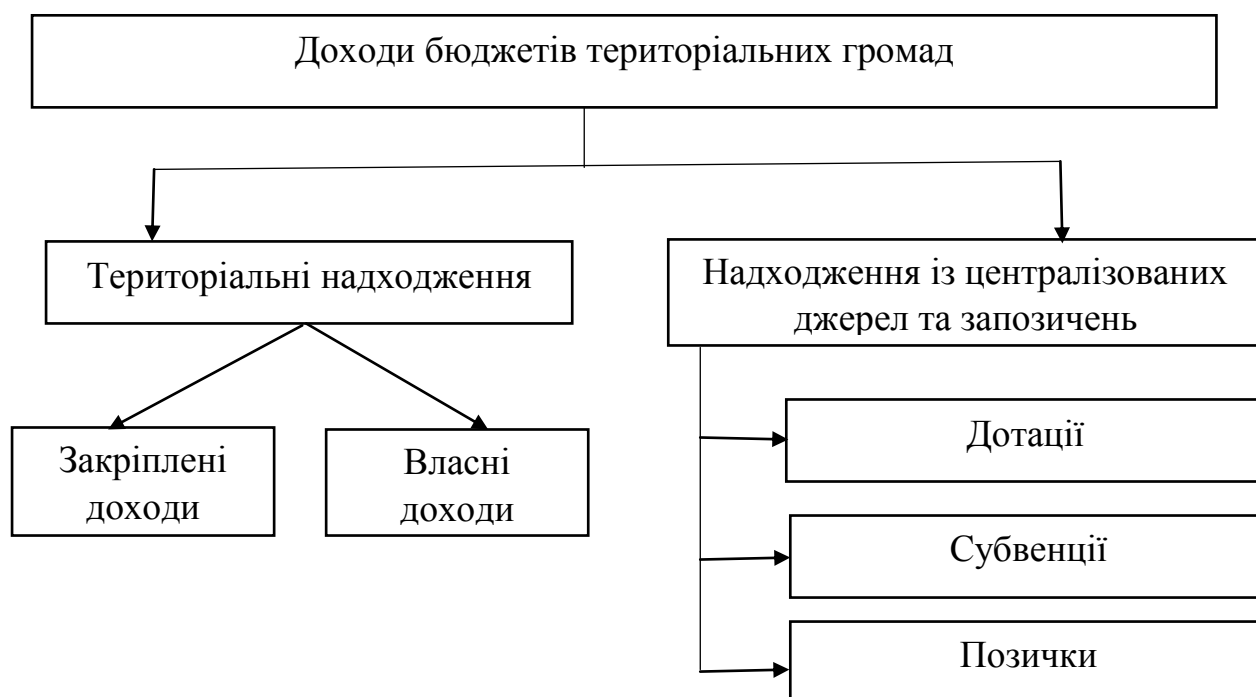 Доходи бюджетів територіальних громад
Територіальні надходження
Надходження із централізованих
джерел та запозичень
Закріплені
доходи
Власні
доходи
Дотації
Субвенції
Позички